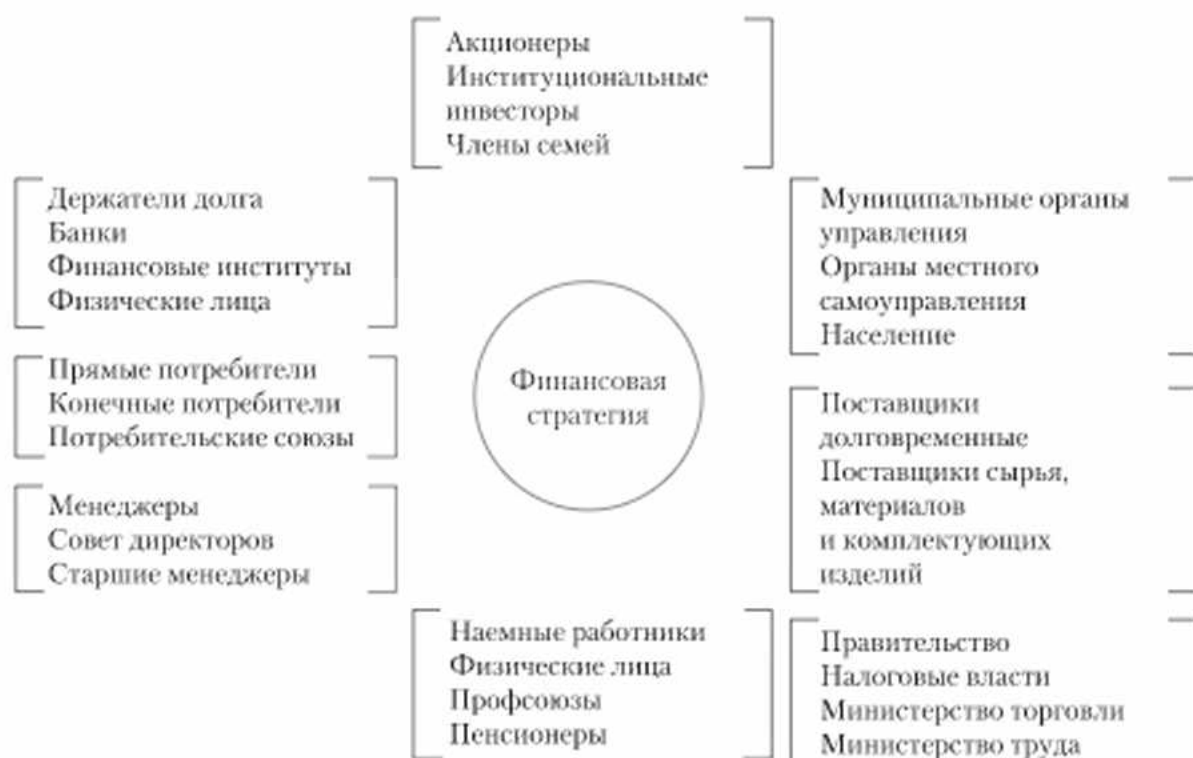 Акционеры
Институциональные
инвесторы
Члены семей
Держатели долга
Банки
Финансовые институты
Физические лица
Муниципальные органы
управления
Органы местного
самоуправления
Население
Прямые потребители
Конечные потребители
Потребительские союзы
Финансовая
стратегия
Поставщики
долговременные
Поставщики сырья,
материалов
и комплектующих
изделий
Менеджеры
Совет директоров
Старшие менеджеры
Наемные работники
Физические лица
Профсоюзы
Пенсионеры
Правительство
Налоговые власти
Министерство торговли
Министерство труда